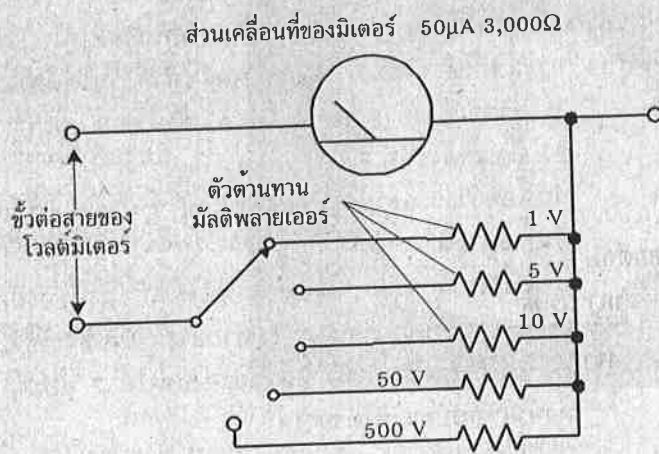 ส่วนเคลื่อนที่ของมิเตอร์ 50µA 3,000Ω
ขั้วต่อสายของ
โวลต์มิเตอร์
ตัวต้านทาน
มัลติพลายเออร์
1 V
5 V
10 V
50 V
500 V